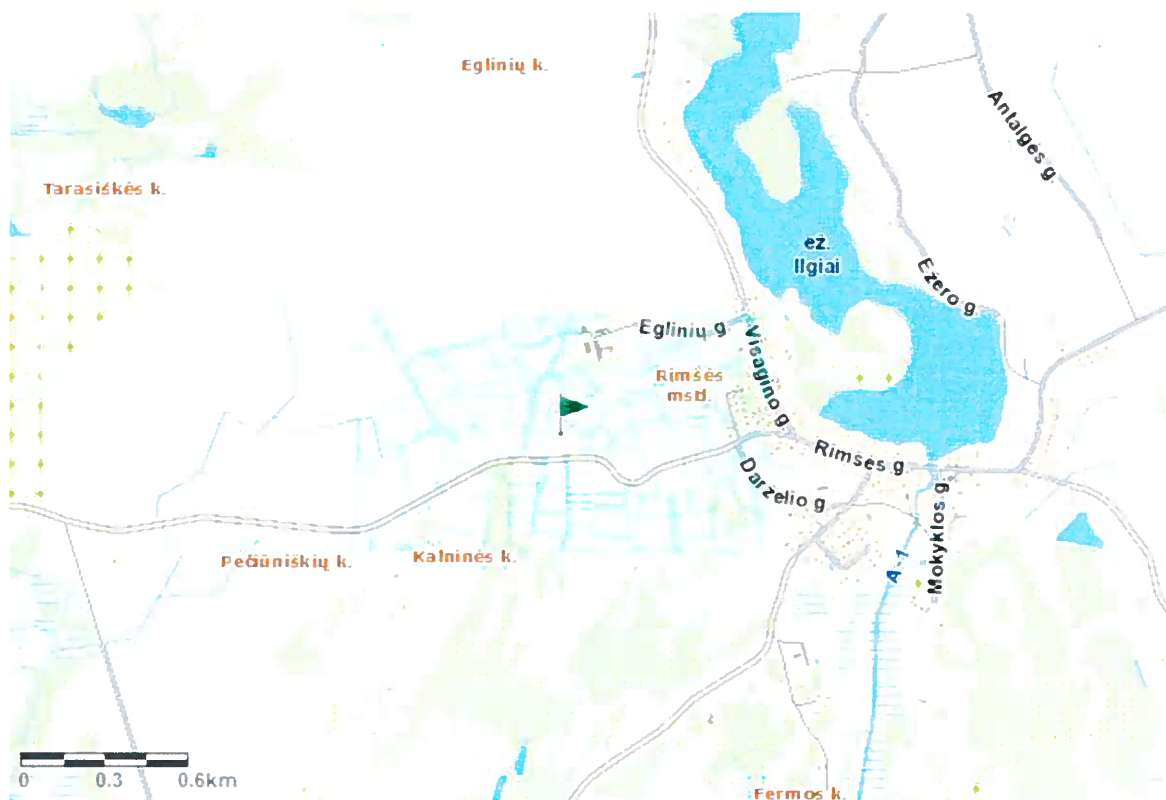 Eglinių k.
Antalgės g.
Tarasiškės k.
ež.
Ilgiai
Ežero g
Eglinių g
Visagino g.
Rimšės
mstl.
Rimšės g
Darželio g
Mokyklos g.
A-1
Pečiūniškių k.
Kalninės k.
0 0.3 0.6km
Fermos k.